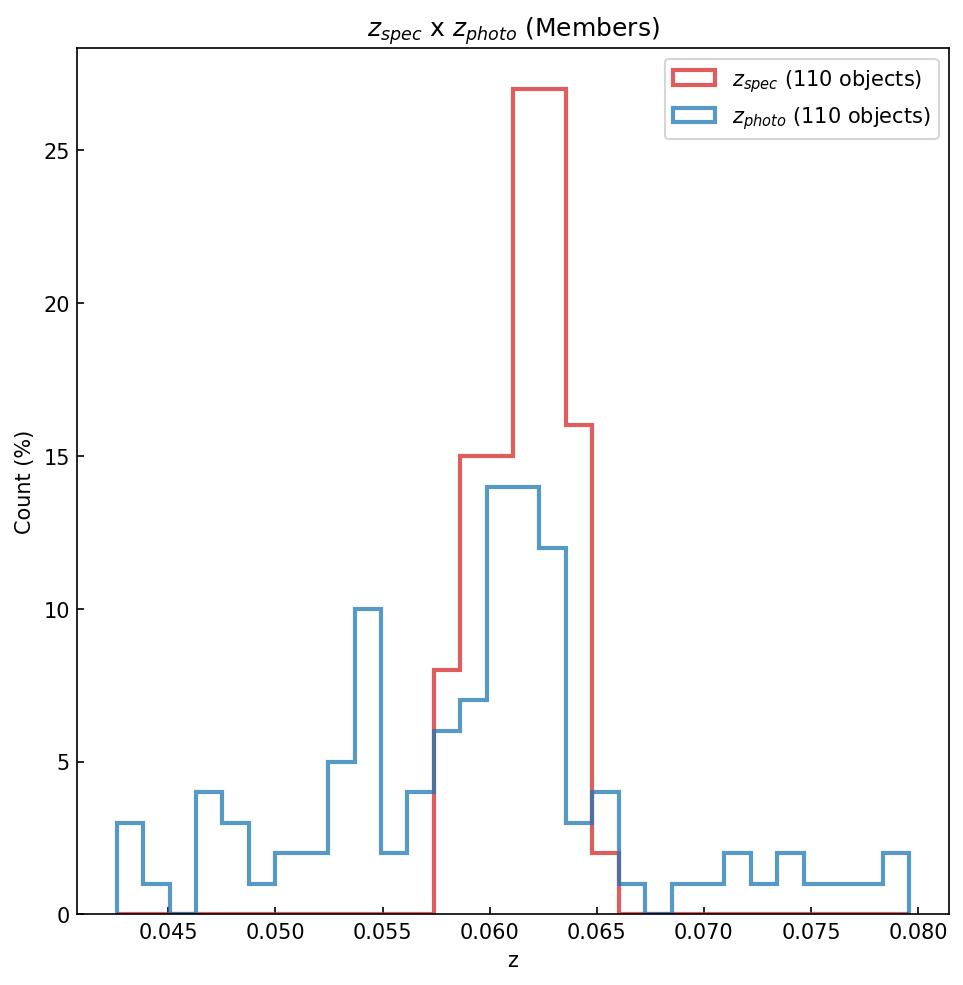 z_spec x z_photo (Members)
z_spec (110 objects)
z_photo (110 objects)
Count (%)
25
20
15
10
5
0
0.045 0.050 0.055 0.060 0.065 0.070 0.075 0.080
z